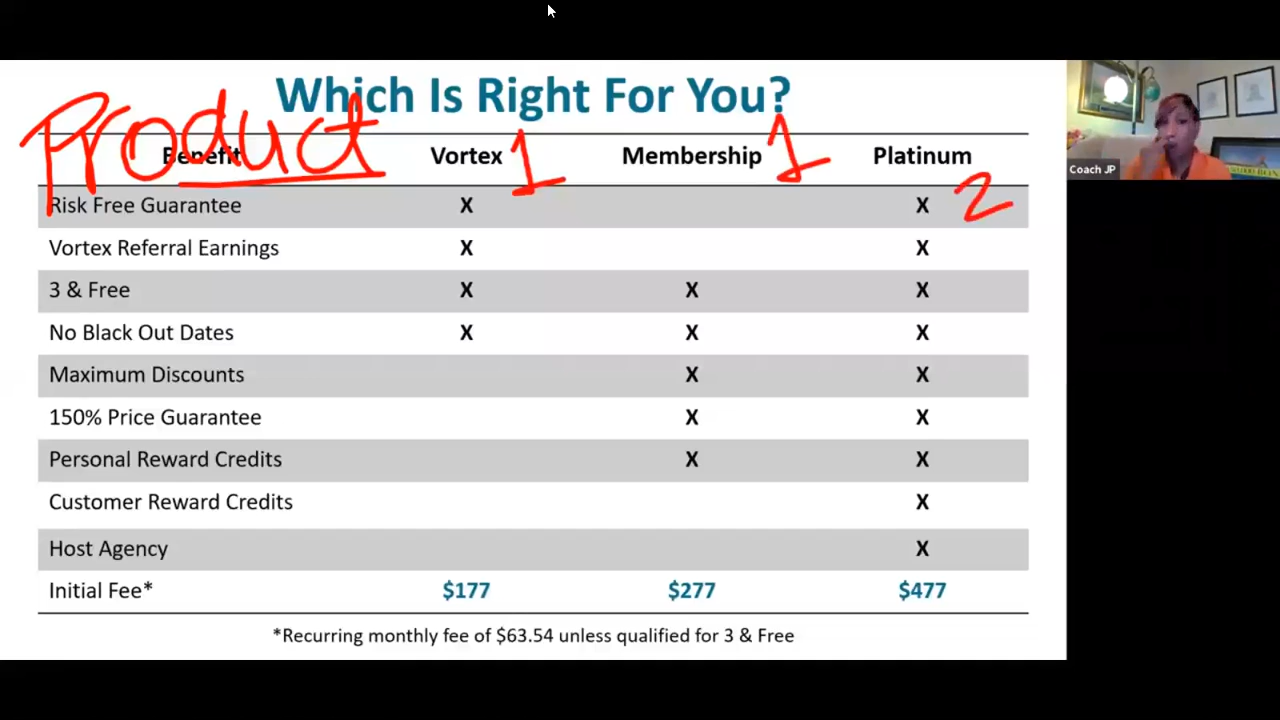 Which Is Right For You?
Product
Benefit Vortex 1 Membership 1 Platinum 2
Coach JP
Risk Free Guarantee X X
Vortex Referral Earnings X X
3 & Free X X X
No Black Out Dates X X X
Maximum Discounts X X
150% Price Guarantee X X
Personal Reward Credits X X
Customer Reward Credits X
Host Agency X
Initial Fee* $177 $277 $477
*Recurring monthly fee of $63.54 unless qualified for 3 & Free